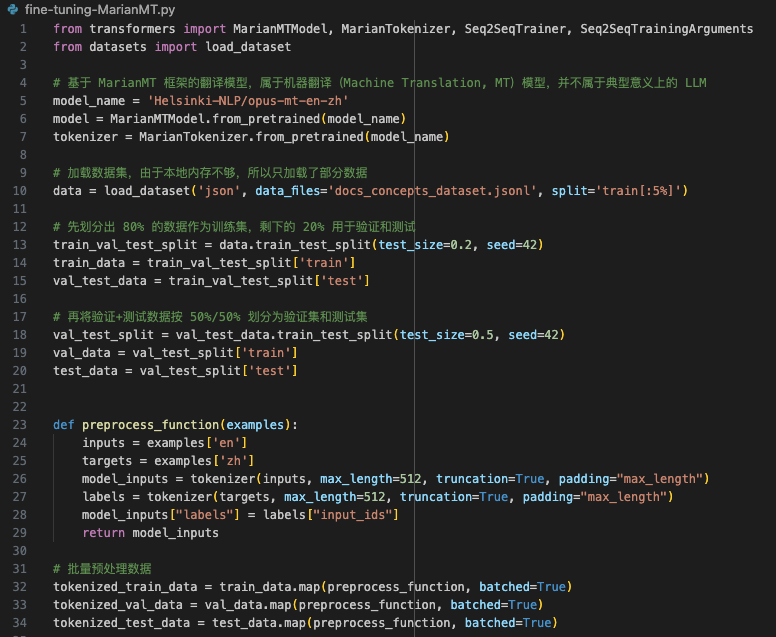 fine-tuning-MarianMT.py
1 from transformers import MarianMTModel, MarianTokenizer, Seq2SeqTrainer, Seq2SeqTrainingArguments
2 from datasets import load_dataset
3
4 # 基于 MarianMT 框架的翻译模型，属于机器翻译（Machine Translation, MT）模型，并不属于典型意义上的 LLM
5 model_name = 'Helsinki-NLP/opus-mt-en-zh'
6 model = MarianMTModel.from_pretrained(model_name)
7 tokenizer = MarianTokenizer.from_pretrained(model_name)
8
9 # 加载数据集，由于本地内存不够，所以只加载了部分数据
10 data = load_dataset('json', data_files='docs_concepts_dataset.jsonl', split='train[:5%]')
11
12 # 先划分出 80% 的数据作为训练集，剩下的 20% 用于验证和测试
13 train_val_test_split = data.train_test_split(test_size=0.2, seed=42)
14 train_data = train_val_test_split['train']
15 val_test_data = train_val_test_split['test']
16
17 # 再将验证+测试数据按 50%/50% 划分为验证集和测试集
18 val_test_split = val_test_data.train_test_split(test_size=0.5, seed=42)
19 val_data = val_test_split['train']
20 test_data = val_test_split['test']
21
22
23 def preprocess_function(examples):
24     inputs = examples['en']
25     targets = examples['zh']
26     model_inputs = tokenizer(inputs, max_length=512, truncation=True, padding="max_length")
27     labels = tokenizer(targets, max_length=512, truncation=True, padding="max_length")
28     model_inputs["labels"] = labels["input_ids"]
29     return model_inputs
30
31 # 批量预处理数据
32 tokenized_train_data = train_data.map(preprocess_function, batched=True)
33 tokenized_val_data = val_data.map(preprocess_function, batched=True)
34 tokenized_test_data = test_data.map(preprocess_function, batched=True)